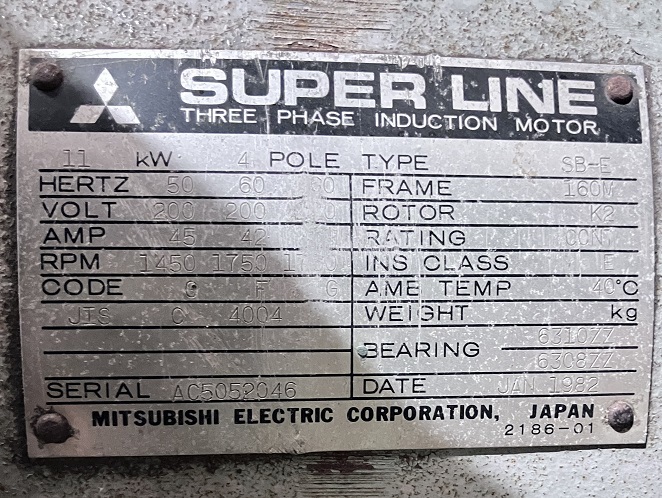 SUPER LINE
THREE PHASE INDUCTION MOTOR
11 kW 4 POLE TYPE SB-E
HERTZ 50 60 60 FRAME 160M
VOLT 200 200 ROTOR K2
AMP 45 42 RATING CONT
RPM 1450 1750 INS CLASS E
CODE G F G AMB TEMP 40°C
JIS C 4004 WEIGHT kg
BEARING 6310ZZ
6308ZZ
SERIAL AC5052046 DATE JAN 1982
MITSUBISHI ELECTRIC CORPORATION, JAPAN
2186-01